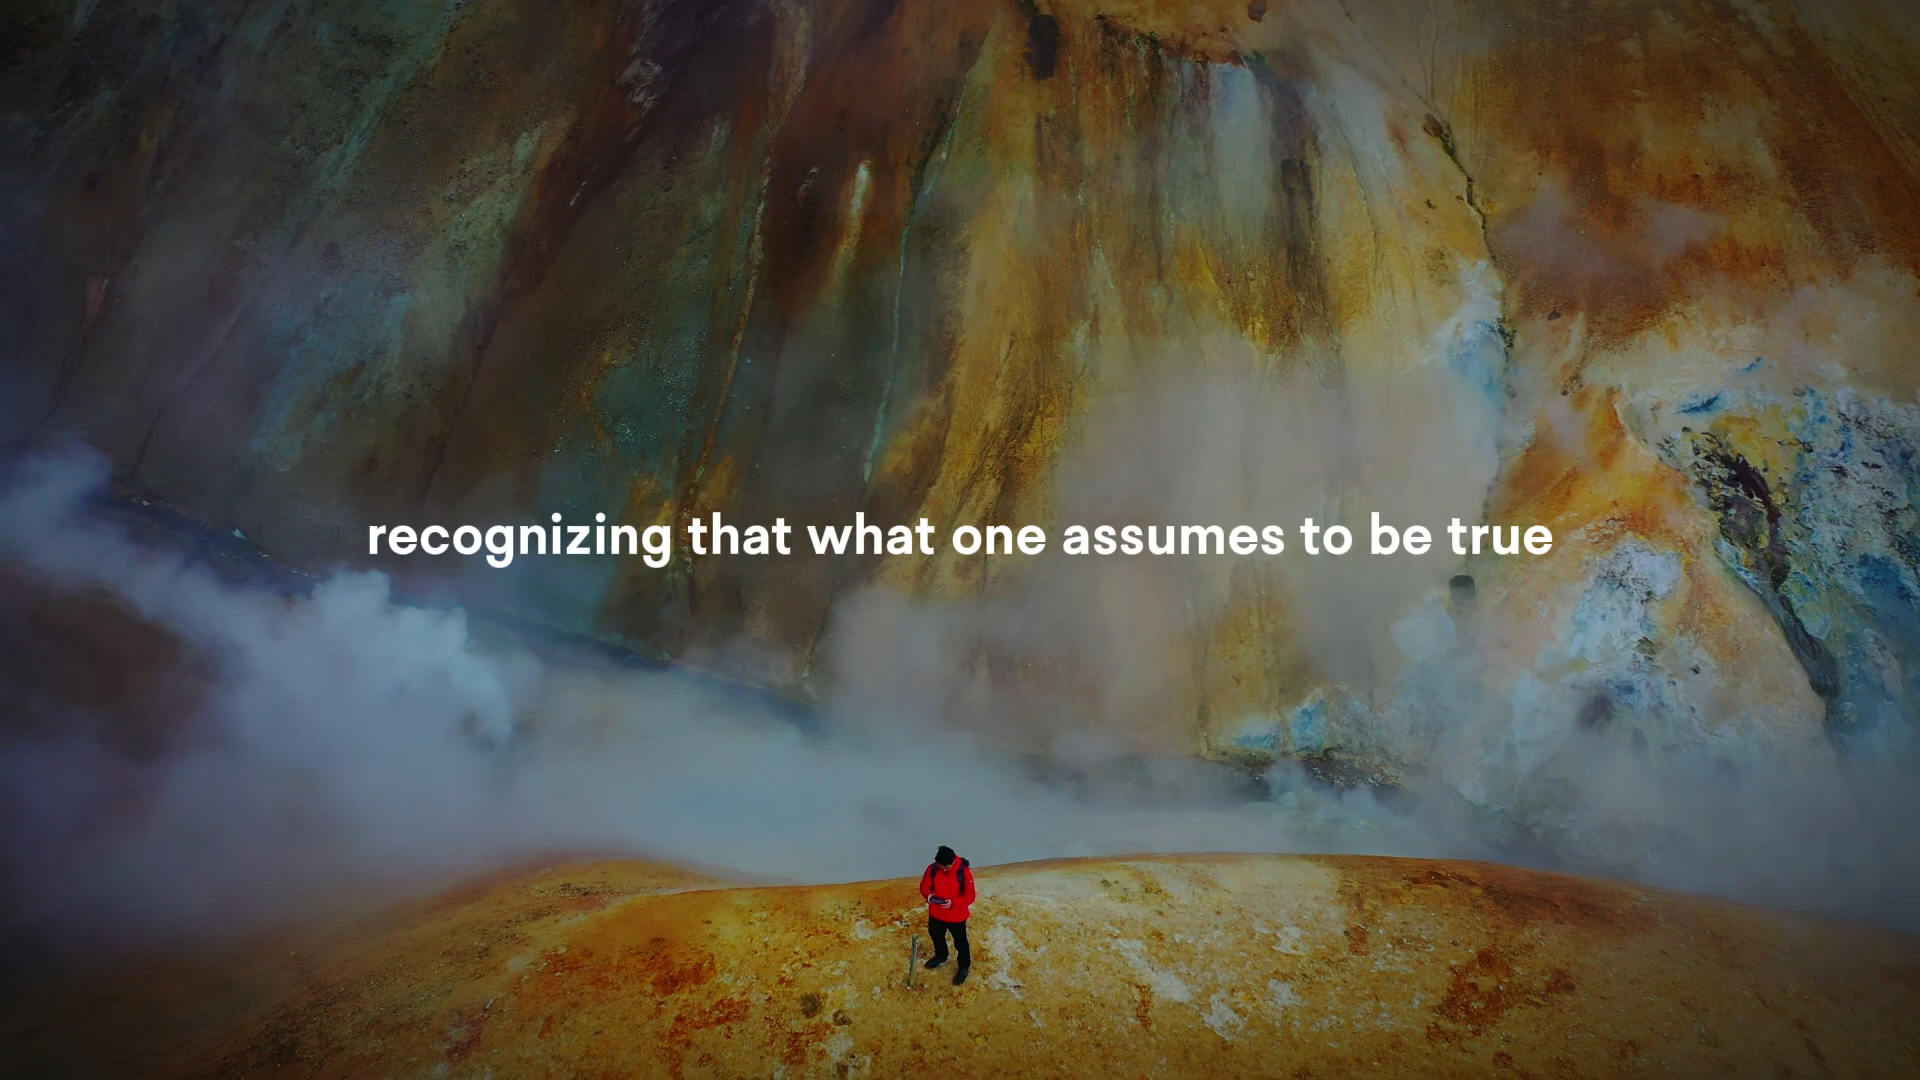 recognizing that what one assumes to be true